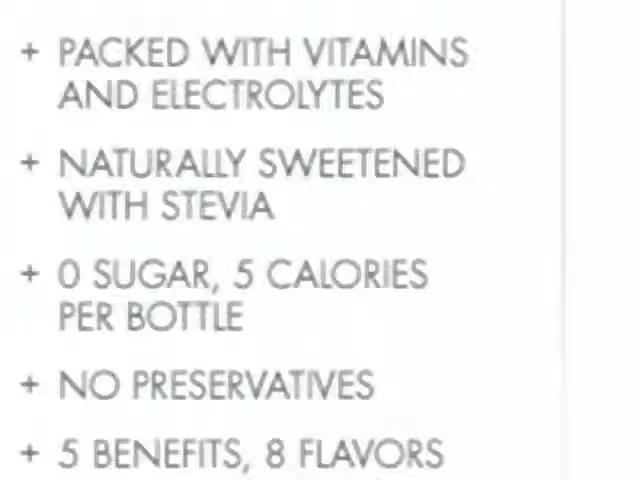 + PACKED WITH VITAMINS
AND ELECTROLYTES
+ NATURALLY SWEETENED
WITH STEVIA
+ 0 SUGAR, 5 CALORIES
PER BOTTLE
+ NO PRESERVATIVES
+ 5 BENEFITS, 8 FLAVORS